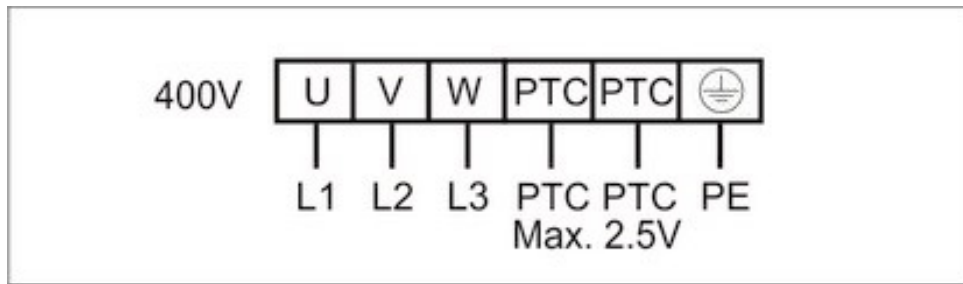 400V U V W PTC PTC
L1 L2 L3 PTC PTC PE
Max. 2.5V